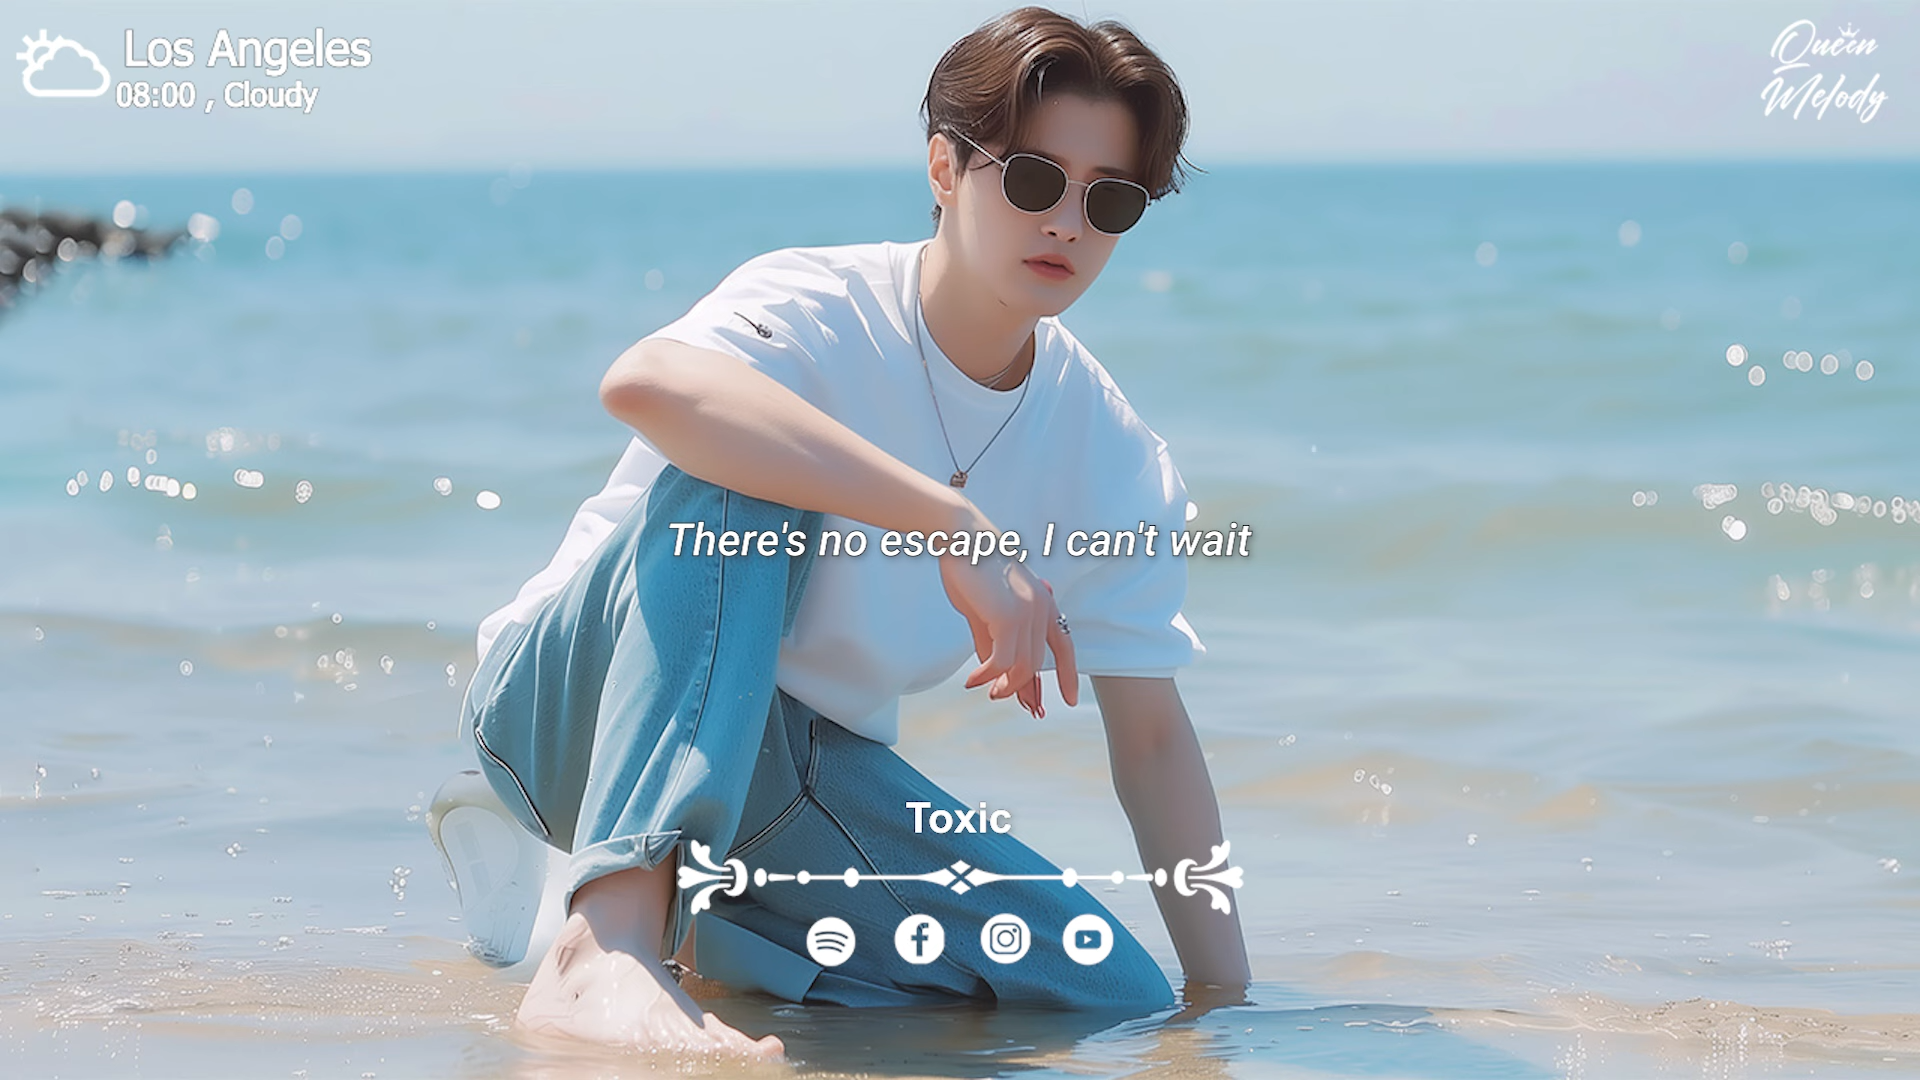 Los Angeles
08:00 , Cloudy
Queen
Melody
There's no escape, I can't wait
Toxic